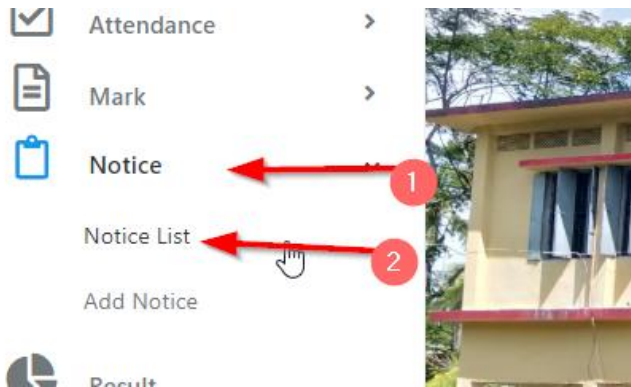 Attendance
Mark
Notice
1
Notice List
2
Add Notice
Result